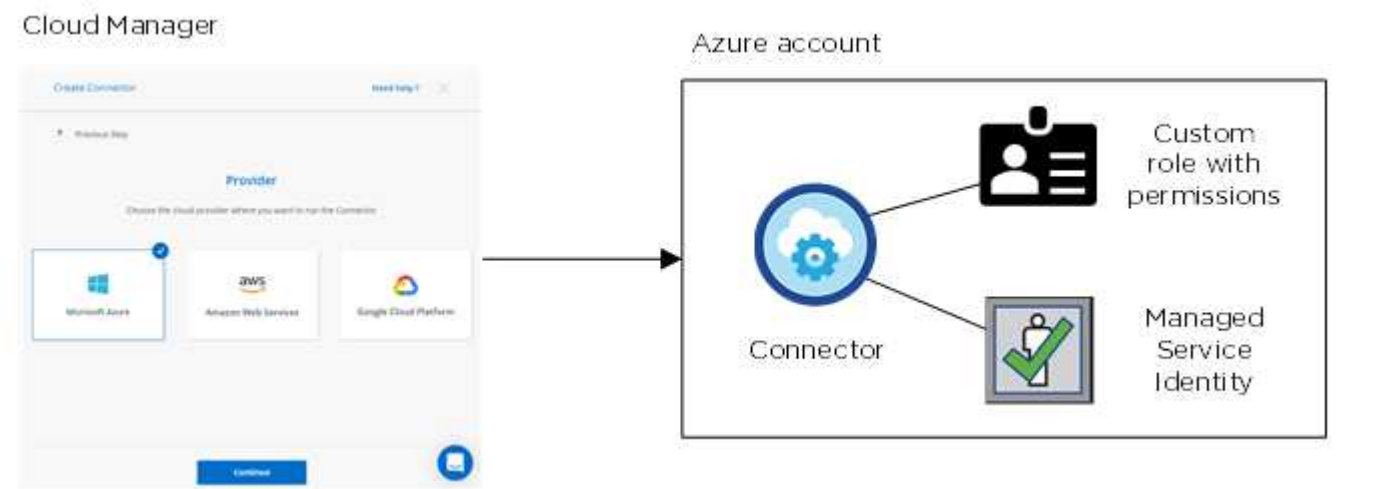 Cloud Manager
Azure account
Create Connector
Need help?
Previous Step
Provider
Choose the cloud provider where you want to run the Connector
Microsoft Azure
aws
Amazon Web Services
Google Cloud Platform
Continue
Connector
Custom
role with
permissions
Managed
Service
Identity